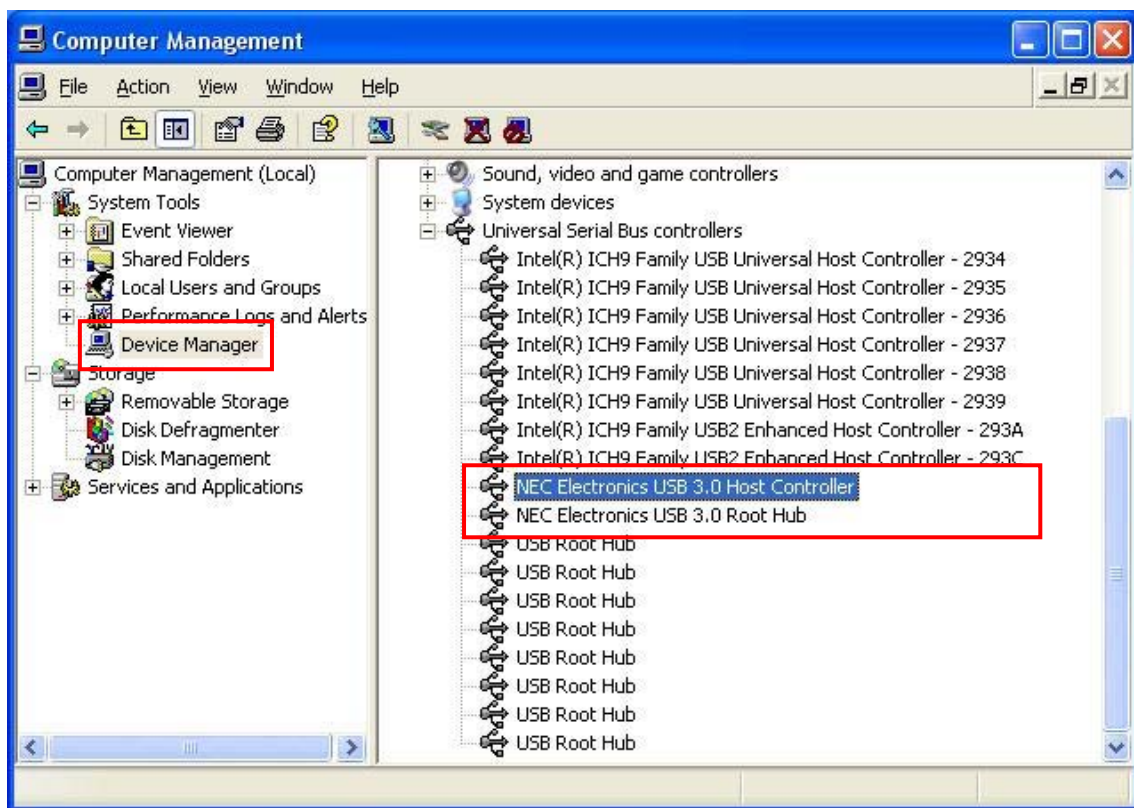 Computer Management
File Action View Window Help
Computer Management (Local)
System Tools
Event Viewer
Shared Folders
Local Users and Groups
Performance Logs and Alerts
Device Manager
Storage
Removable Storage
Disk Defragmenter
Disk Management
Services and Applications
Sound, video and game controllers
System devices
Universal Serial Bus controllers
Intel(R) ICH9 Family USB Universal Host Controller - 2934
Intel(R) ICH9 Family USB Universal Host Controller - 2935
Intel(R) ICH9 Family USB Universal Host Controller - 2936
Intel(R) ICH9 Family USB Universal Host Controller - 2937
Intel(R) ICH9 Family USB Universal Host Controller - 2938
Intel(R) ICH9 Family USB Universal Host Controller - 2939
Intel(R) ICH9 Family USB2 Enhanced Host Controller - 293A
Intel(R) ICH9 Family USB2 Enhanced Host Controller - 293C
NEC Electronics USB 3.0 Host Controller
NEC Electronics USB 3.0 Root Hub
USB Root Hub
USB Root Hub
USB Root Hub
USB Root Hub
USB Root Hub
USB Root Hub
USB Root Hub
USB Root Hub